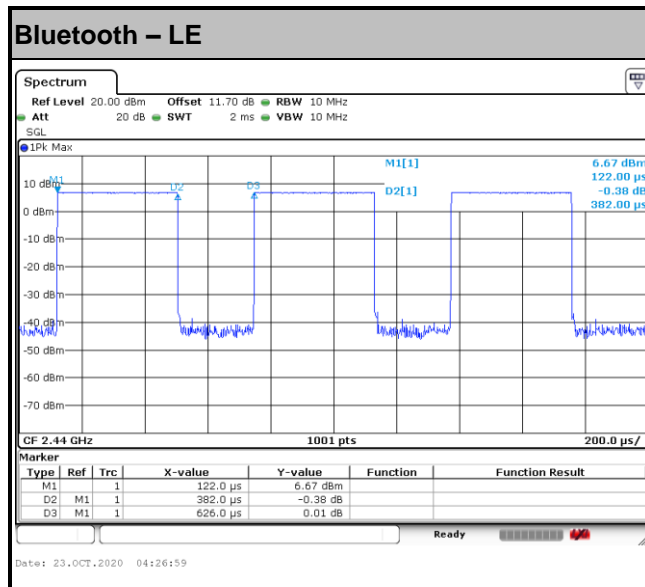 Bluetooth – LE
Spectrum
Ref Level 20.00 dBm Offset 11.70 dB RBW 10 MHz
Att 20 dB SWT 2 ms VBW 10 MHz
SGL
1Pk Max
M1[1] 6.67 dBm
122.00 µs
D2[1] -0.38 dB
382.00 µs
M1
D2
D3
10 dBm
0 dBm
-10 dBm
-20 dBm
-30 dBm
-40 dBm
-50 dBm
-60 dBm
-70 dBm
CF 2.44 GHz 1001 pts 200.0 µs/
Marker
Type Ref Trc X-value Y-value Function Function Result
M1 1 122.0 µs 6.67 dBm
D2 M1 1 382.0 µs -0.38 dB
D3 M1 1 626.0 µs 0.01 dB
Ready
Date: 23.OCT.2020 04:26:59